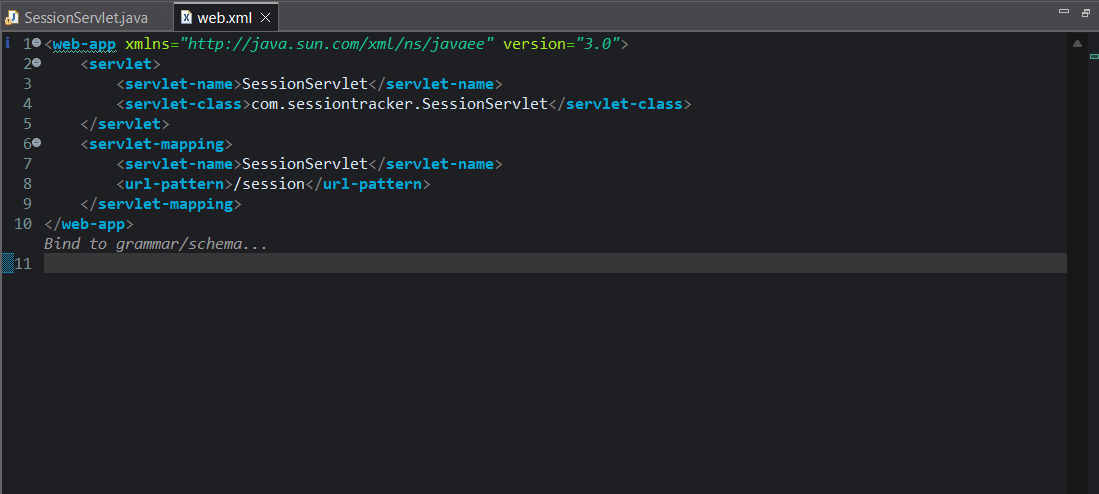 SessionServlet.java web.xml
1 <web-app xmlns="http://java.sun.com/xml/ns/javaee" version="3.0">
2 <servlet>
3 <servlet-name>SessionServlet</servlet-name>
4 <servlet-class>com.sessiontracker.SessionServlet</servlet-class>
5 </servlet>
6 <servlet-mapping>
7 <servlet-name>SessionServlet</servlet-name>
8 <url-pattern>/session</url-pattern>
9 </servlet-mapping>
10 </web-app>
Bind to grammar/schema...
11